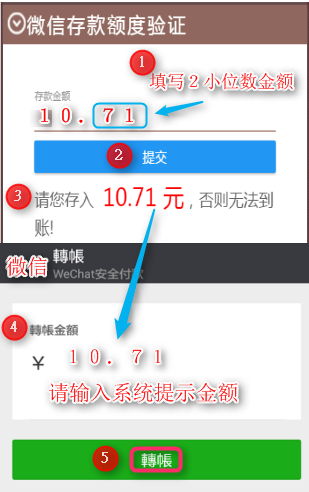 微信存款额度验证
1
填写2小位数金额
存款金额
10.71
2 提交
3 请您存入 10.71 元，否则无法到
账!
微信 轉帳
WeChat安全付款
4 轉帳金額
￥ 10.71
请输入系统提示金额
5 轉帳